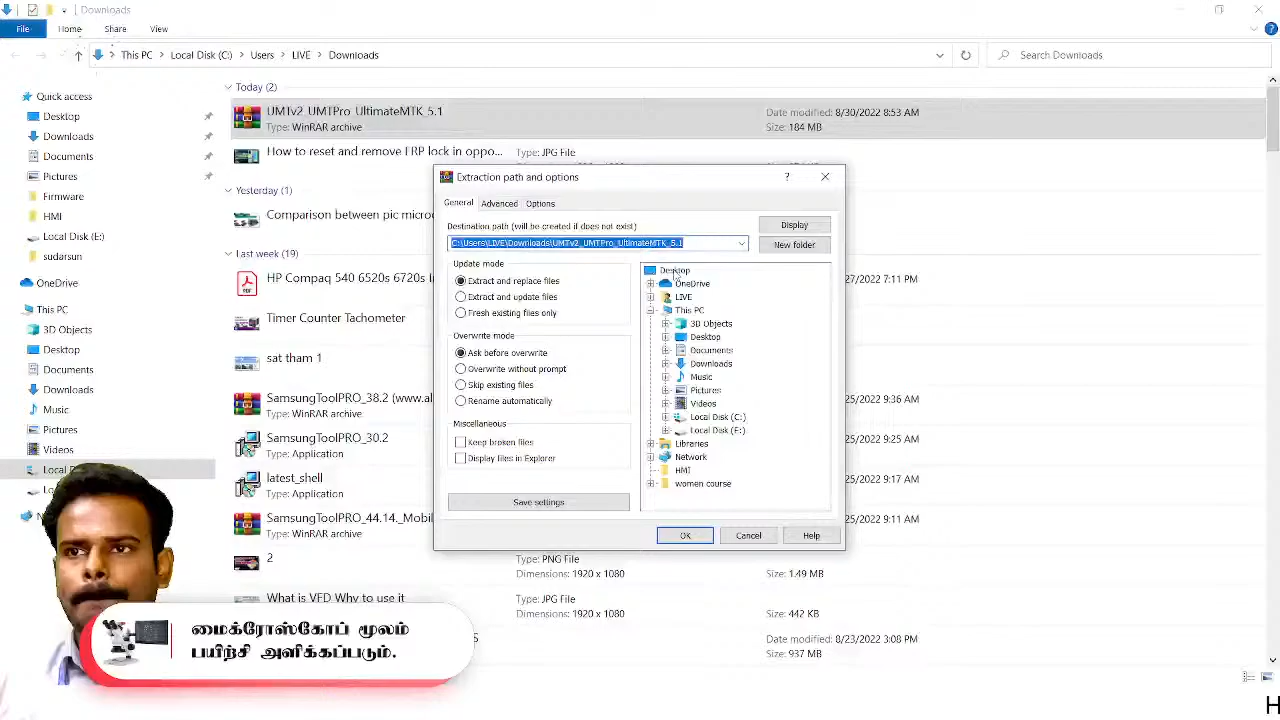 Downloads
File
Home
Share
View
This PC
Local Disk (C:)
Users
LIVE
Downloads
Search Downloads
Quick access
Desktop
Downloads
Documents
Pictures
Firmware
HMI
Local Disk (E:)
sudarsun
OneDrive
This PC
3D Objects
Desktop
Documents
Downloads
Music
Pictures
Videos
Today (2)
UMTv2_UMTPro_UltimateMTK_5.1
Type: WinRAR archive
Date modified: 8/30/2022 8:53 AM
Size: 184 MB
How to reset and remove FRP lock in oppo...
Type: JPG File
Yesterday (1)
Comparison between pic micro
Last week (19)
HP Compaq 540 6520s 6720s
7:11 PM
Timer Counter Tachometer
sat tham 1
SamsungToolPRO_38.2 (www.al
Type: WinRAR archive
25/2022 9:36 AM
SamsungToolPRO_30.2
Type: Application
25/2022 9:25 AM
latest_shell
Type: Application
25/2022 9:17 AM
SamsungToolPRO_44.14._Mobil
Type: WinRAR archive
25/2022 9:11 AM
2
Type: PNG File
Dimensions: 1920 x 1080
Size: 1.49 MB
What is VFD Why to use it
Type: JPG File
Dimensions: 1920 x 1080
Size: 442 KB
Date modified: 8/23/2022 3:08 PM
Size: 937 MB
Extraction path and options
?
General
Advanced
Options
Destination path (will be created if does not exist)
C:\Users\LIVE\Downloads\UMTv2_UMTPro_UltimateMTK_5.1
Display
New folder
Update mode
Extract and replace files
Extract and update files
Fresh existing files only
Overwrite mode
Ask before overwrite
Overwrite without prompt
Skip existing files
Rename automatically
Miscellaneous
Keep broken files
Display files in Explorer
Save settings
Desktop
OneDrive
LIVE
This PC
3D Objects
Desktop
Documents
Downloads
Music
Pictures
Videos
Local Disk (C:)
Local Disk (E:)
Libraries
Network
HMI
women course
OK
Cancel
Help
மைக்ரோஸ்கோப் மூலம்
பயிற்சி அளிக்கப்படும்.
H